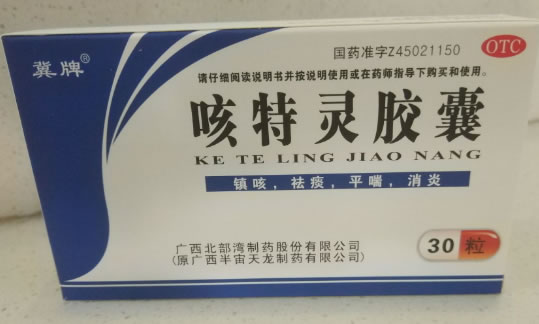 冀牌®
国药准字Z45021150
OTC
请仔细阅读说明书并按说明使用或在药师指导下购买和使用。
咳特灵胶囊
KE TE LING JIAO NANG
镇咳，祛痰，平喘，消炎
广西北部湾制药股份有限公司
(原广西半宙天龙制药有限公司)
30粒